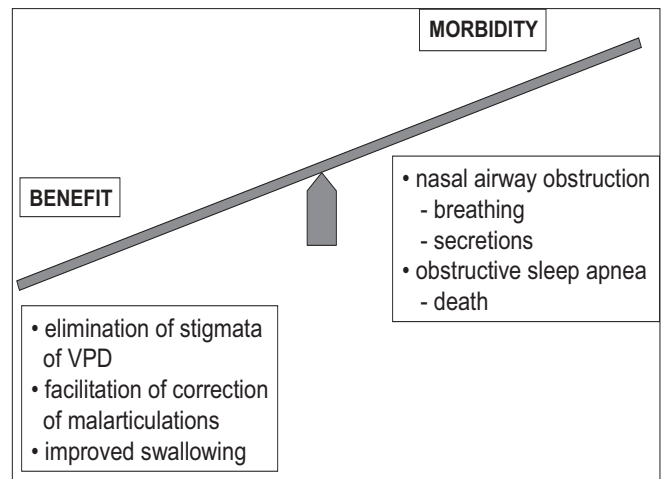 MORBIDITY
BENEFIT
• nasal airway obstruction
- breathing
- secretions
• obstructive sleep apnea
- death
• elimination of stigmata
of VPD
• facilitation of correction
of malarticulations
• improved swallowing